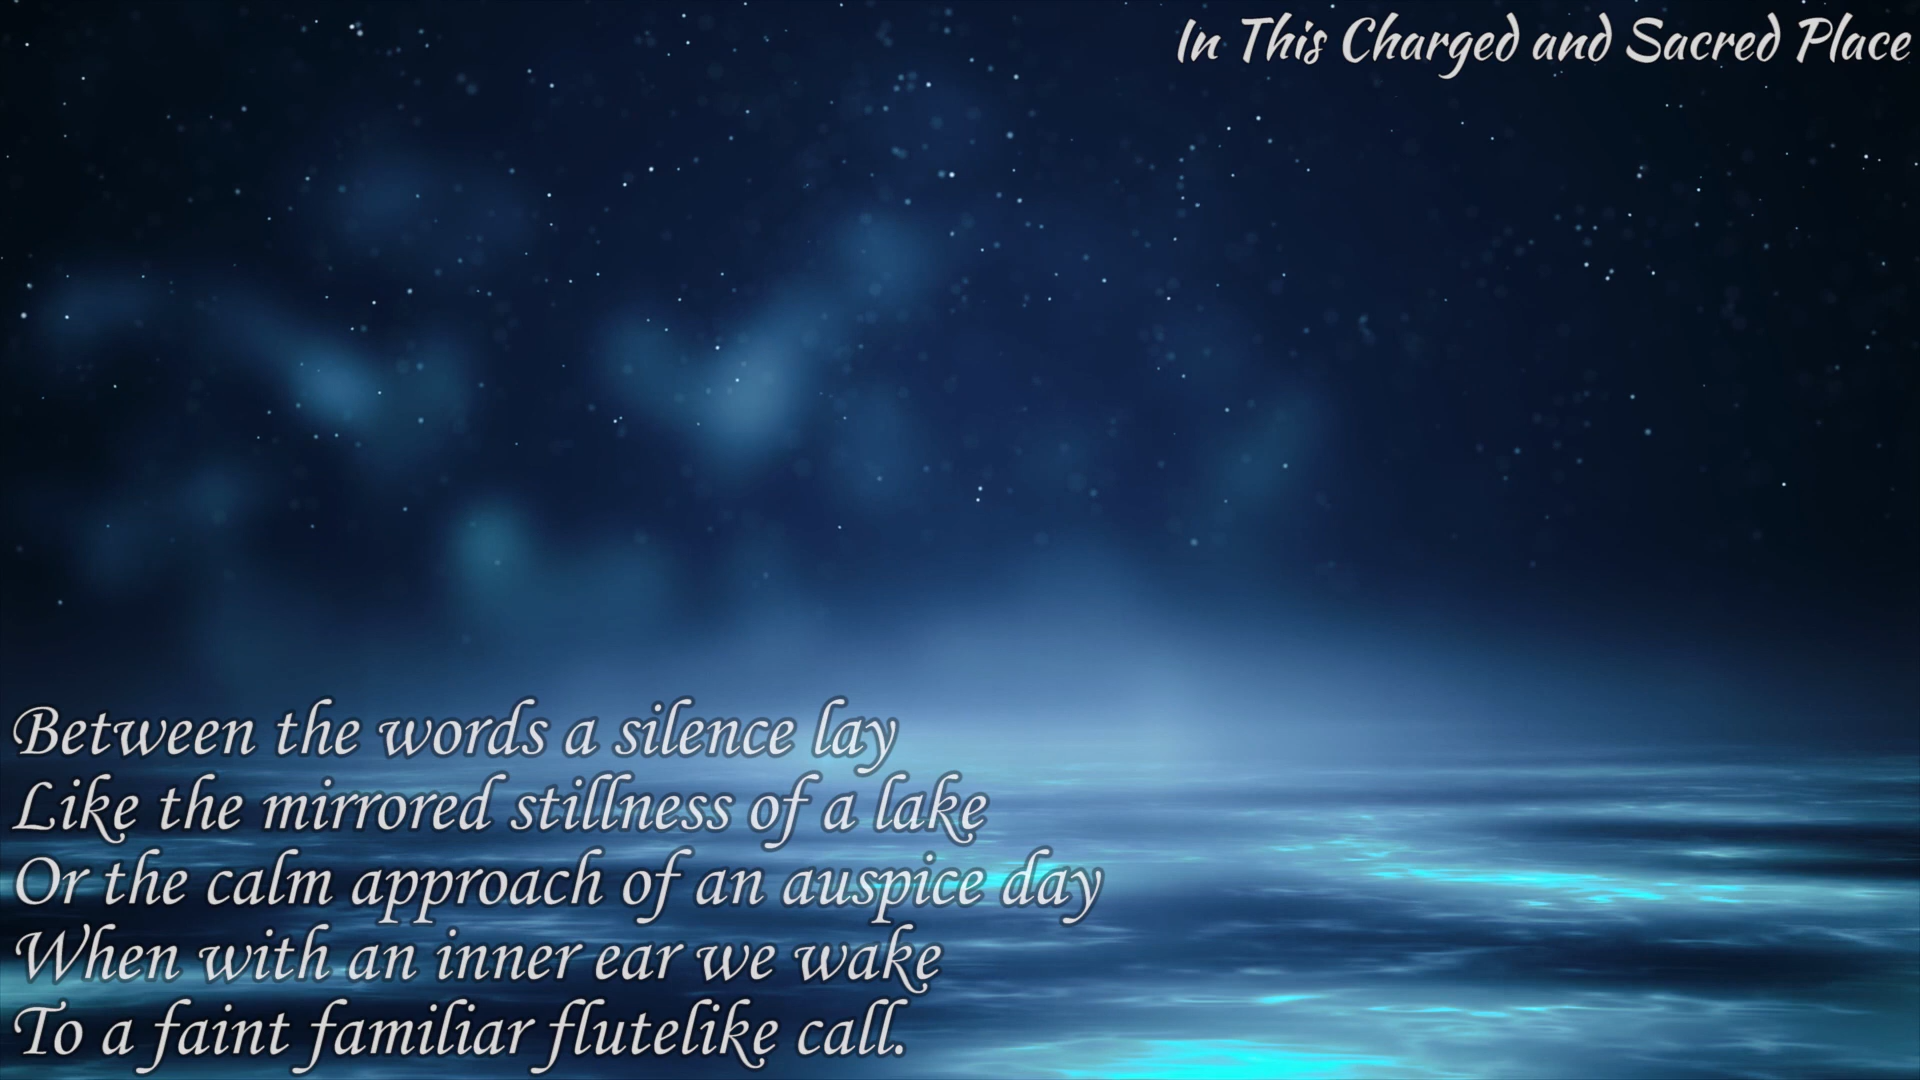 In This Charged and Sacred Place
Between the words a silence lay
Like the mirrored stillness of a lake
Or the calm approach of an auspice day
When with an inner ear we wake
To a faint familiar flutelike call.